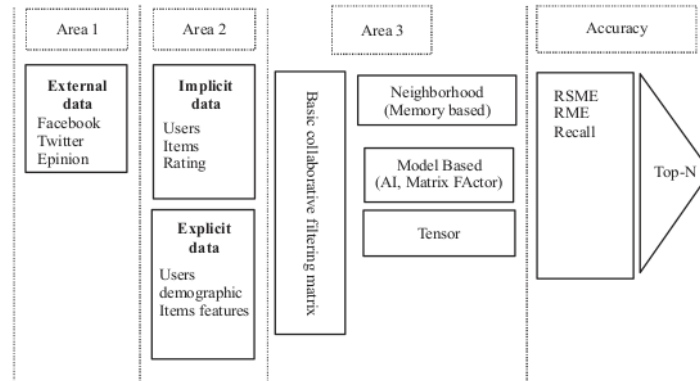 Area 1
Area 2
Area 3
Accuracy
External
data
Facebook
Twitter
Epinion
Implicit
data
Users
Items
Rating
Explicit
data
Users
demographic
Items features
Basic collaborative filtering matrix
Neighborhood
(Memory based)
Model Based
(AI, Matrix FActor)
Tensor
RSME
RME
Recall
Top-N